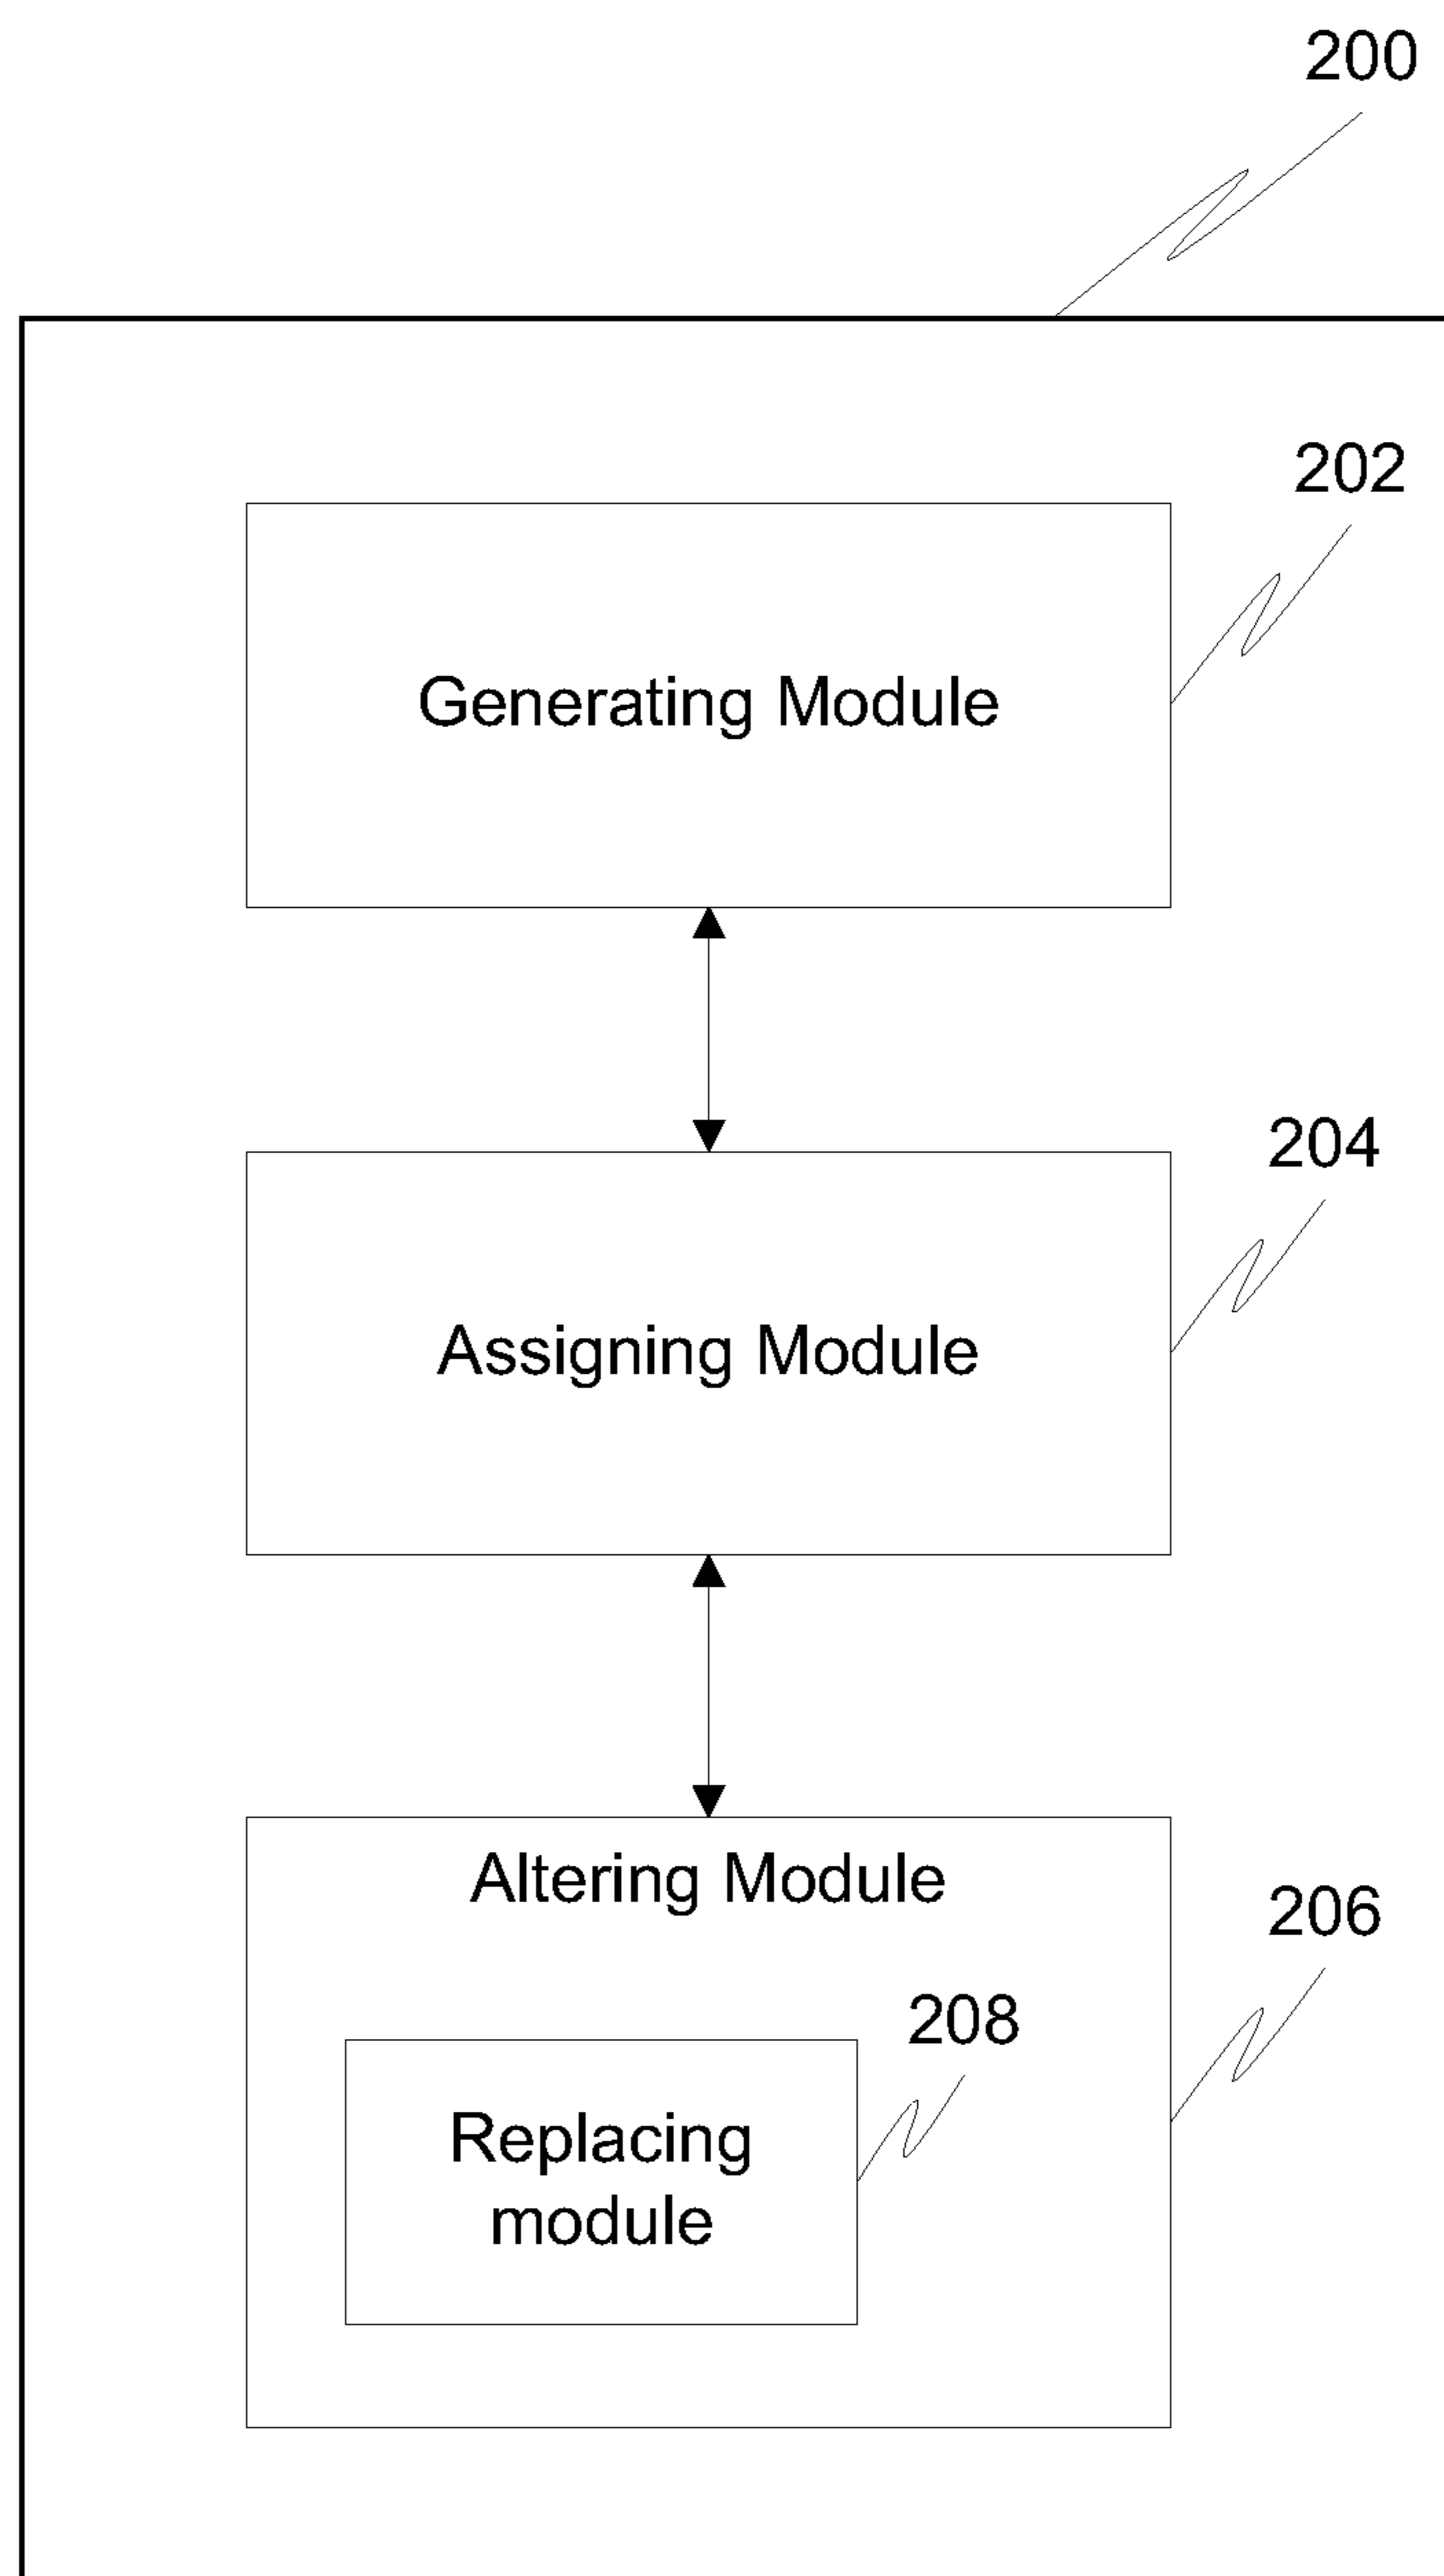 200
202
Generating Module
204
Assigning Module
Altering Module
206
208
Replacing
module